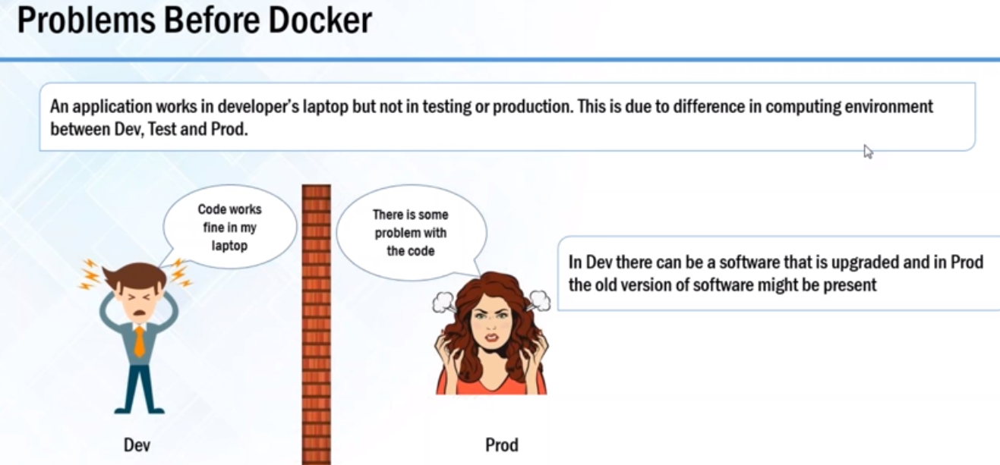 Problems Before Docker
An application works in developer's laptop but not in testing or production. This is due to difference in computing environment
between Dev, Test and Prod.
Code works
fine in my
laptop
There is some
problem with
the code
In Dev there can be a software that is upgraded and in Prod
the old version of software might be present
Dev
Prod